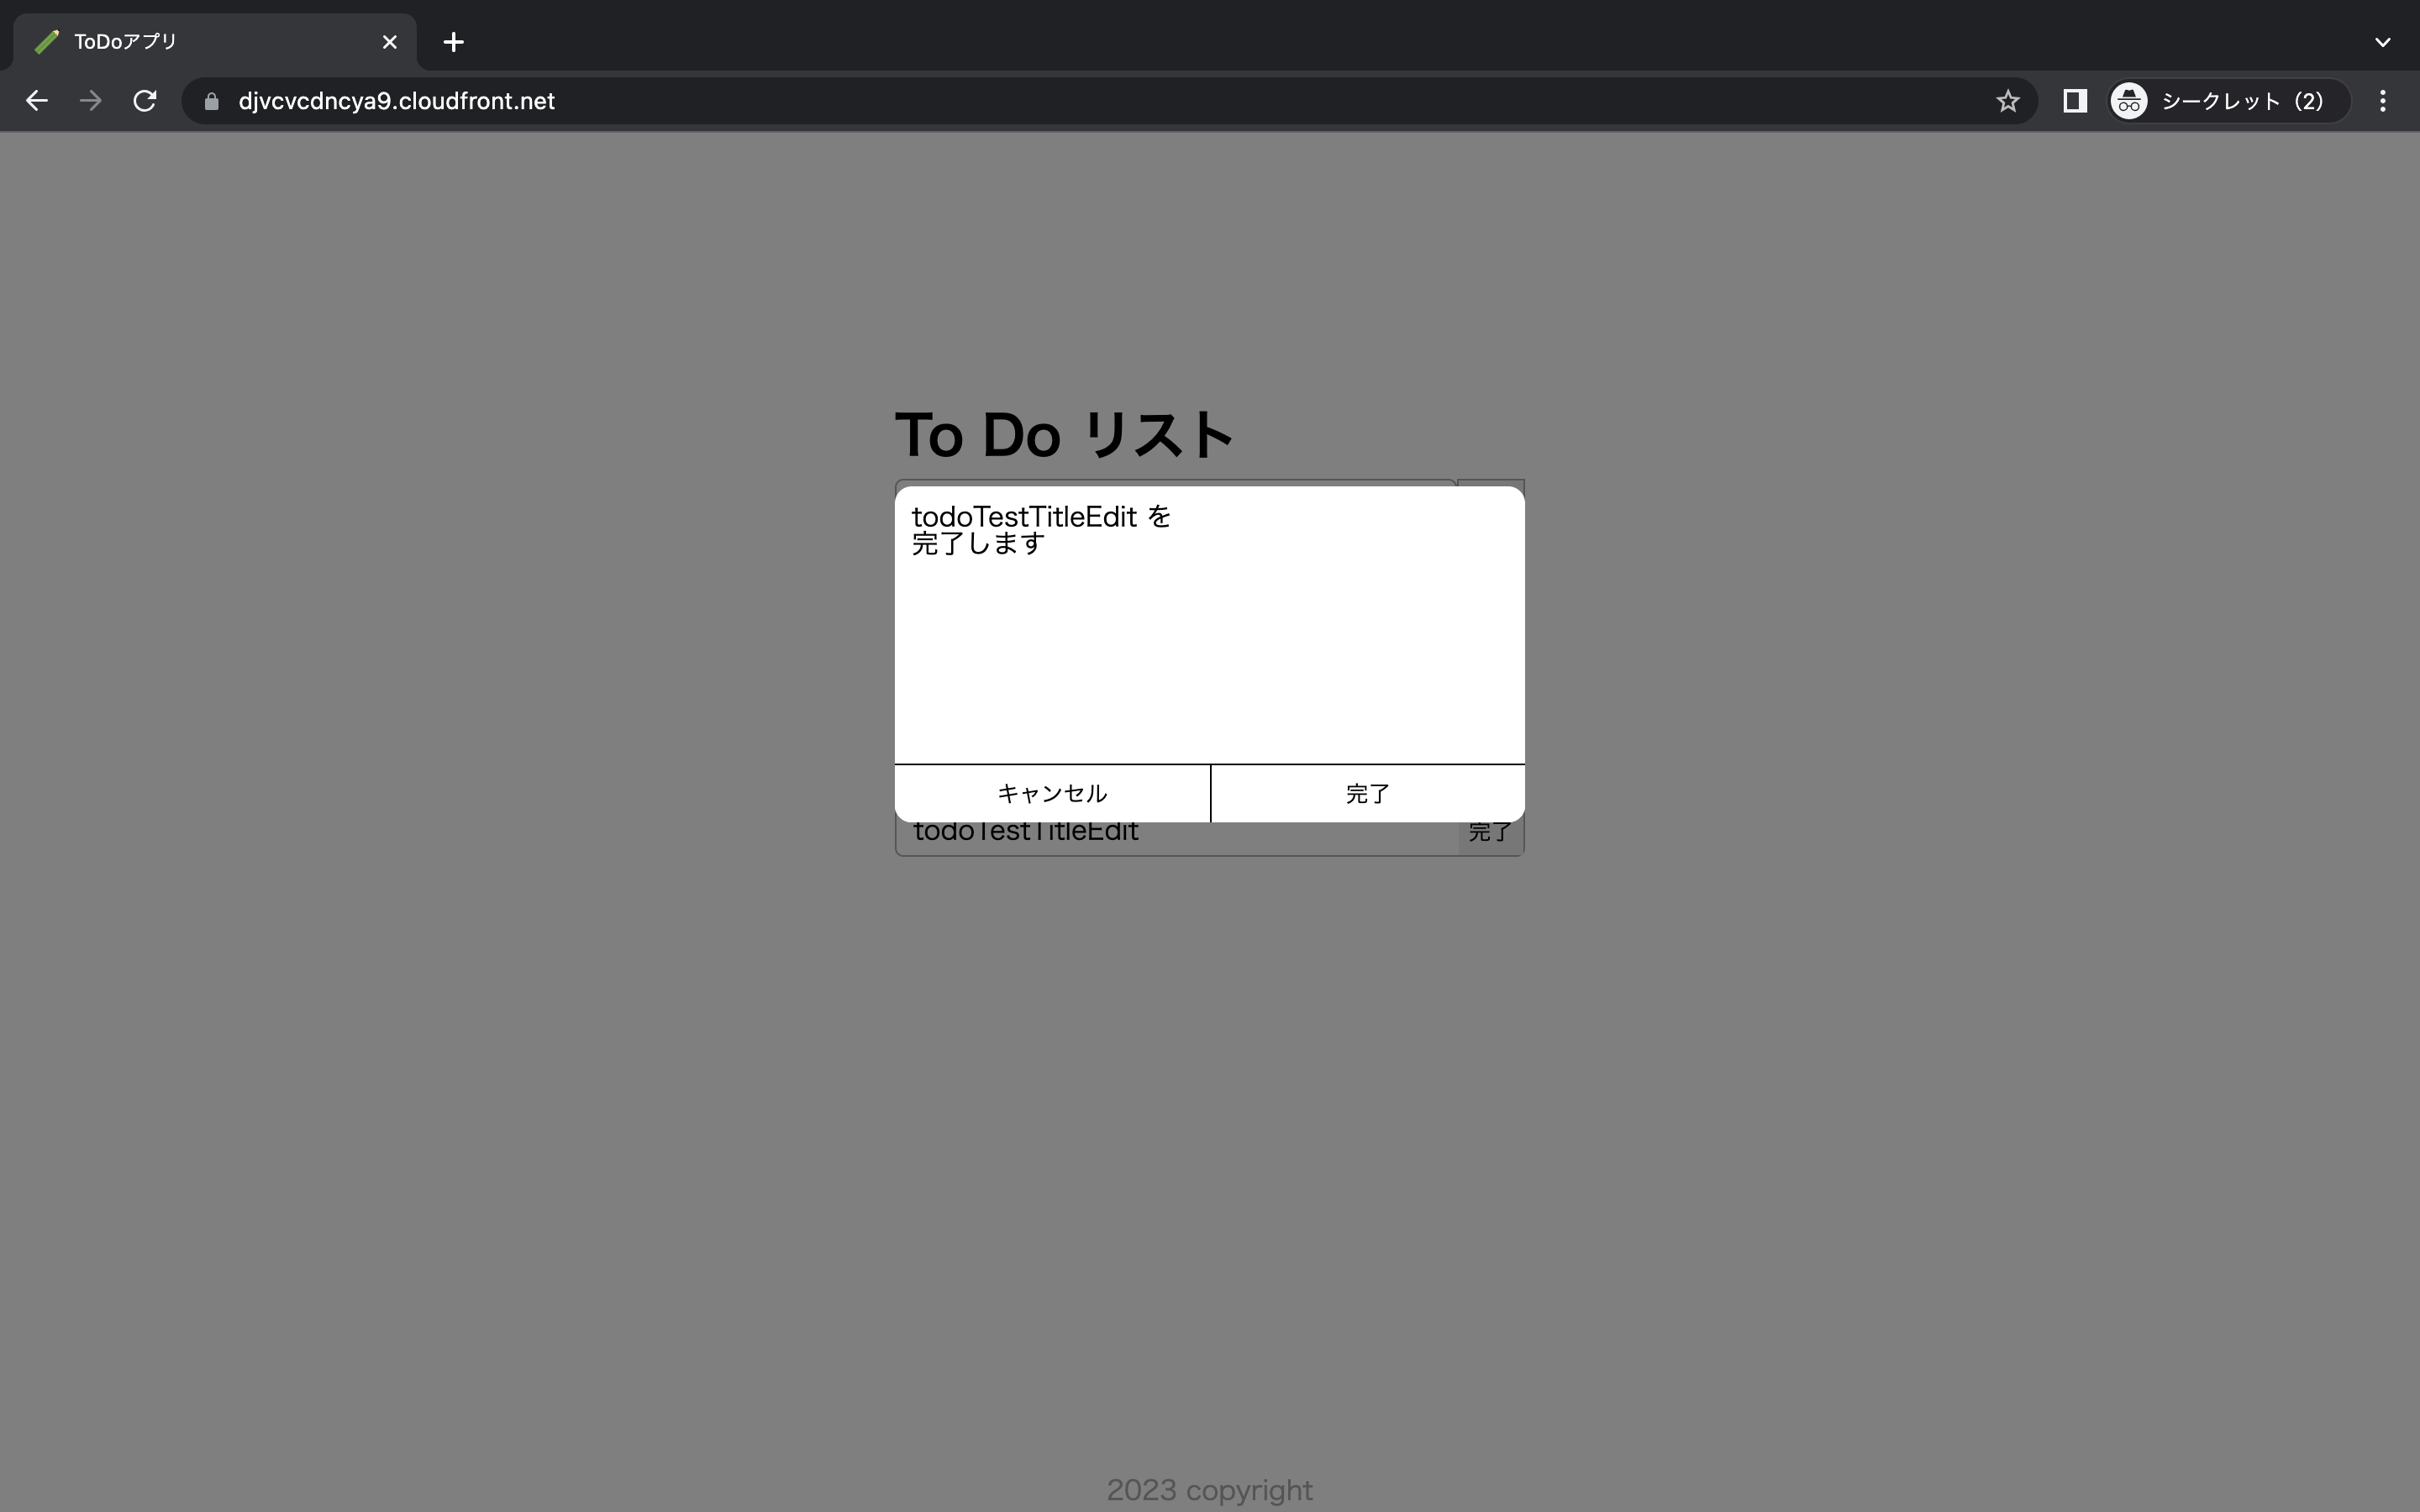 ToDoアプリ
djvcvcdncya9.cloudfront.net
シークレット (2)
To Do リスト
todoTestTitleEdit を
完了します
キャンセル
完了
todoTestTitleEdit
完了
2023 copyright